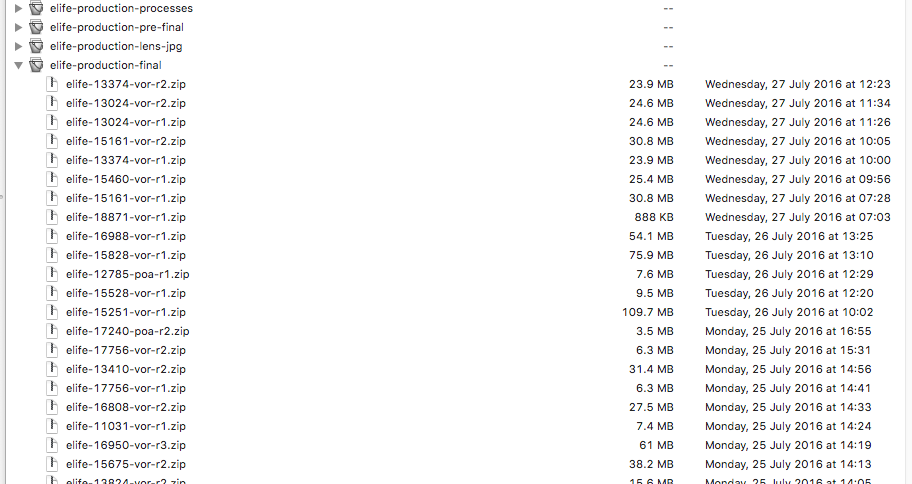 elife-production-processes --
elife-production-pre-final --
elife-production-lens-jpg --
elife-production-final --
elife-13374-vor-r2.zip 23.9 MB Wednesday, 27 July 2016 at 12:23
elife-13024-vor-r2.zip 24.6 MB Wednesday, 27 July 2016 at 11:34
elife-13024-vor-r1.zip 24.6 MB Wednesday, 27 July 2016 at 11:26
elife-15161-vor-r2.zip 30.8 MB Wednesday, 27 July 2016 at 10:05
elife-13374-vor-r1.zip 23.9 MB Wednesday, 27 July 2016 at 10:00
elife-15460-vor-r1.zip 25.4 MB Wednesday, 27 July 2016 at 09:56
elife-15161-vor-r1.zip 30.8 MB Wednesday, 27 July 2016 at 07:28
elife-18871-vor-r1.zip 888 KB Wednesday, 27 July 2016 at 07:03
elife-16988-vor-r1.zip 54.1 MB Tuesday, 26 July 2016 at 13:25
elife-15828-vor-r1.zip 75.9 MB Tuesday, 26 July 2016 at 13:10
elife-12785-poa-r1.zip 7.6 MB Tuesday, 26 July 2016 at 12:29
elife-15528-vor-r1.zip 9.5 MB Tuesday, 26 July 2016 at 12:20
elife-15251-vor-r1.zip 109.7 MB Tuesday, 26 July 2016 at 10:02
elife-17240-poa-r2.zip 3.5 MB Monday, 25 July 2016 at 16:55
elife-17756-vor-r2.zip 6.3 MB Monday, 25 July 2016 at 15:31
elife-13410-vor-r2.zip 31.4 MB Monday, 25 July 2016 at 14:56
elife-17756-vor-r1.zip 6.3 MB Monday, 25 July 2016 at 14:41
elife-16808-vor-r2.zip 27.5 MB Monday, 25 July 2016 at 14:33
elife-11031-vor-r1.zip 7.4 MB Monday, 25 July 2016 at 14:24
elife-16950-vor-r3.zip 61 MB Monday, 25 July 2016 at 14:19
elife-15675-vor-r2.zip 38.2 MB Monday, 25 July 2016 at 14:13
elife-13824-vor-r2.zip 15.6 MB Monday, 25 July 2016 at 14:05